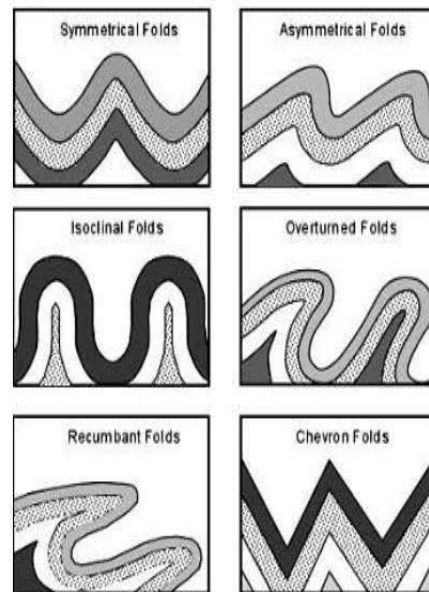 Symmetrical Folds
Asymmetrical Folds
Isoclinal Folds
Overturned Folds
Recumbant Folds
Chevron Folds